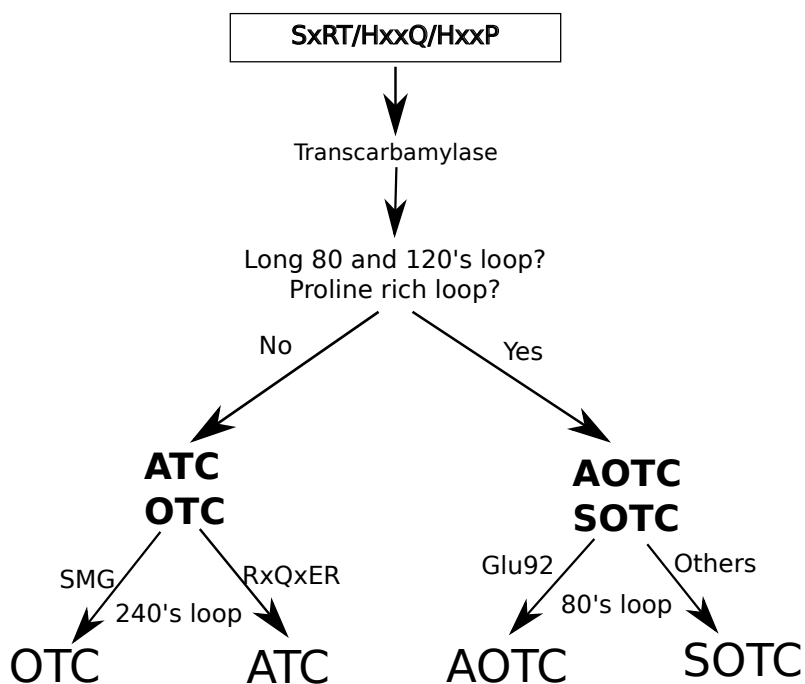 SxRT/HxxQ/HxxP
Transcarbamylase
Long 80 and 120's loop?
Proline rich loop?
No
Yes
ATC
OTC
AOTC
SOTC
SMG
RxQxER
240's loop
Glu92
Others
80's loop
OTC
ATC
AOTC
SOTC